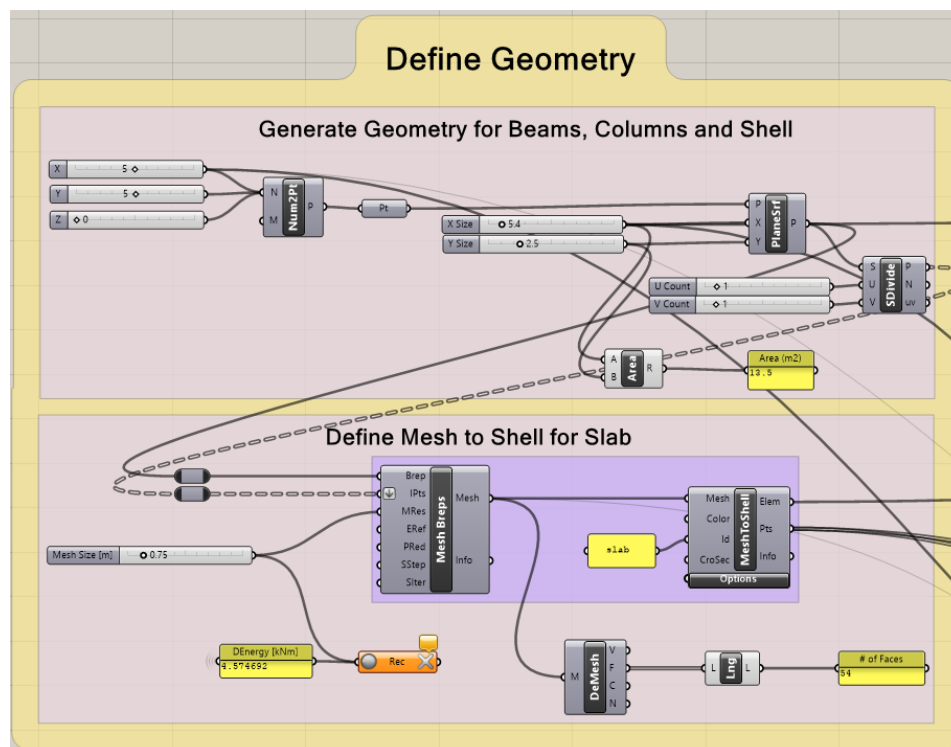 Define Geometry
Generate Geometry for Beams, Columns and Shell
X 5
Y 5
Z 0
N
M
Num2Pt
P
Pt
X Size 5.4
Y Size 2.5
P
X
Y
PlaneSrf
P
U Count 1
V Count 1
S
U
V
SDivide
P
N
uv
A
B
Area
R
Area (m2)
13.5
Define Mesh to Shell for Slab
Brep
IPts
MRes
ERef
PRed
SStep
SIter
Mesh Breps
Mesh
Info
Mesh Size [m] 0.75
slab
Mesh
Color
Id
CroSec
Options
MeshToShell
Elem
Pts
Info
DEnergy [kNm]
4.574692
Rec
M
DeMesh
V
F
C
N
L
Lng
L
# of Faces
54